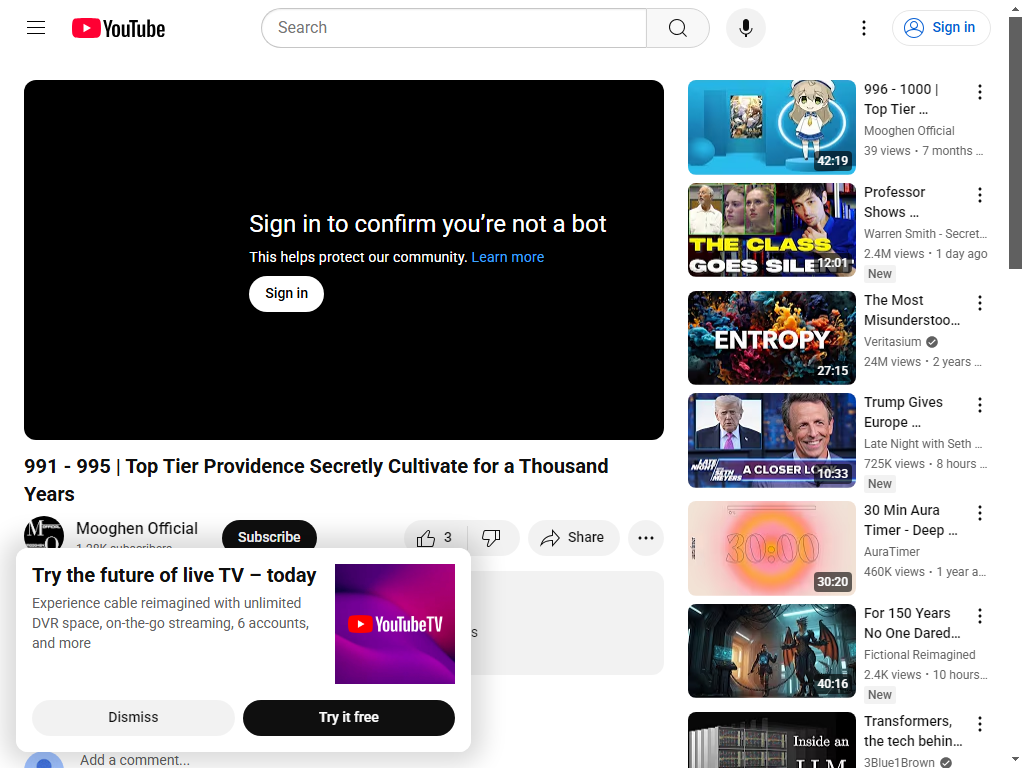 YouTube
Search
Sign in
Sign in to confirm you're not a bot
This helps protect our community. Learn more
Sign in
991 - 995 | Top Tier Providence Secretly Cultivate for a Thousand
Years
Mooghen Official
Subscribe
3
Share
Try the future of live TV – today
Experience cable reimagined with unlimited
DVR space, on-the-go streaming, 6 accounts,
and more
YouTubeTV
Dismiss
Try it free
Add a comment...
42:19
996 - 1000 |
Top Tier ...
Mooghen Official
39 views • 7 months ...
THE CLASS
GOES SILENT
12:01
Professor
Shows ...
Warren Smith - Secret...
2.4M views • 1 day ago
New
ENTROPY
27:15
The Most
Misunderstoo...
Veritasium
24M views • 2 years ...
LATE NIGHT SETH MEYERS
A CLOSER LOOK
10:33
Trump Gives
Europe ...
Late Night with Seth ...
725K views • 8 hours ...
New
30:00
30:20
30 Min Aura
Timer - Deep ...
AuraTimer
460K views • 1 year a...
40:16
For 150 Years
No One Dared...
Fictional Reimagined
2.4K views • 10 hours...
New
Inside an
LLM
Transformers,
the tech behin...
3Blue1Brown